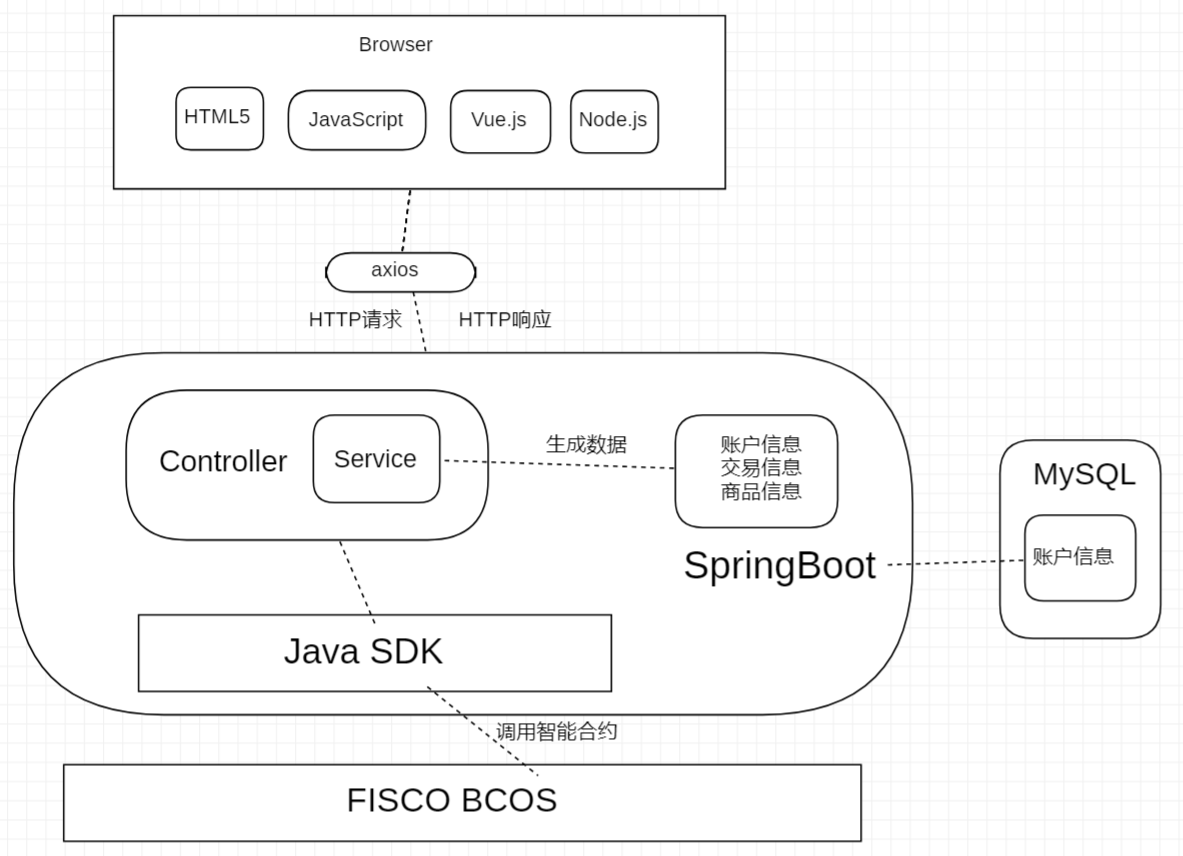 Browser
HTML5
JavaScript
Vue.js
Node.js
axios
HTTP请求
HTTP响应
Controller
Service
生成数据
账户信息
交易信息
商品信息
MySQL
账户信息
SpringBoot
Java SDK
调用智能合约
FISCO BCOS